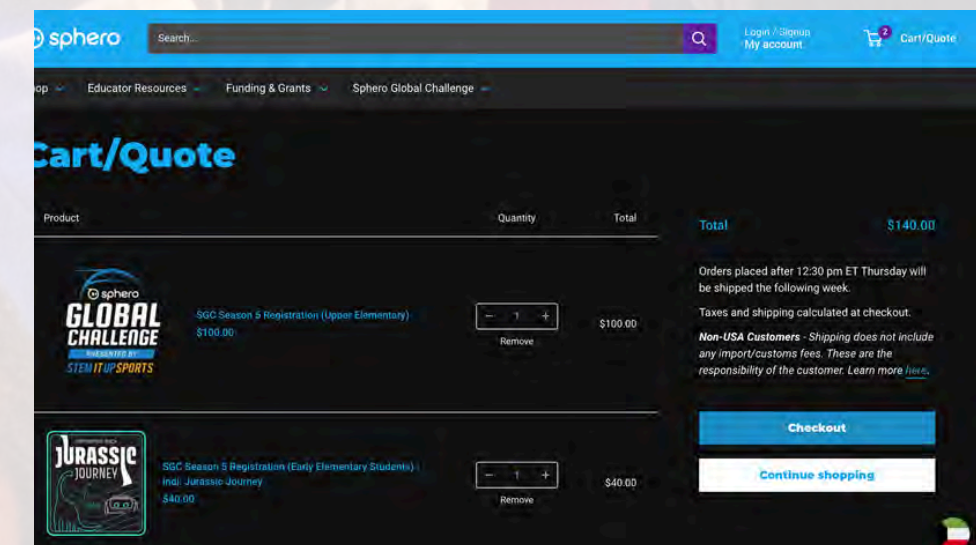 sphero
Search...
Login / Signup
My account
2
Cart/Quote
Educator Resources
Funding & Grants
Sphero Global Challenge
Cart/Quote
Product
Quantity
Total
Total
$140.00
Orders placed after 12:30 pm ET Thursday will
be shipped the following week.
Taxes and shipping calculated at checkout.
Non-USA Customers - Shipping does not include
any import/customs fees. These are the
responsibility of the customer. Learn more here.
Checkout
Continue shopping
sphero
GLOBAL
CHALLENGE
PRESENTED BY
STEM IT UP SPORTS
SGC Season 5 Registration (Upper Elementary)
$100.00
- 1 +
Remove
$100.00
JURASSIC
JOURNEY
SGC Season 5 Registration (Early Elementary Students) -
indi Jurassic Journey
$40.00
- 1 +
Remove
$40.00